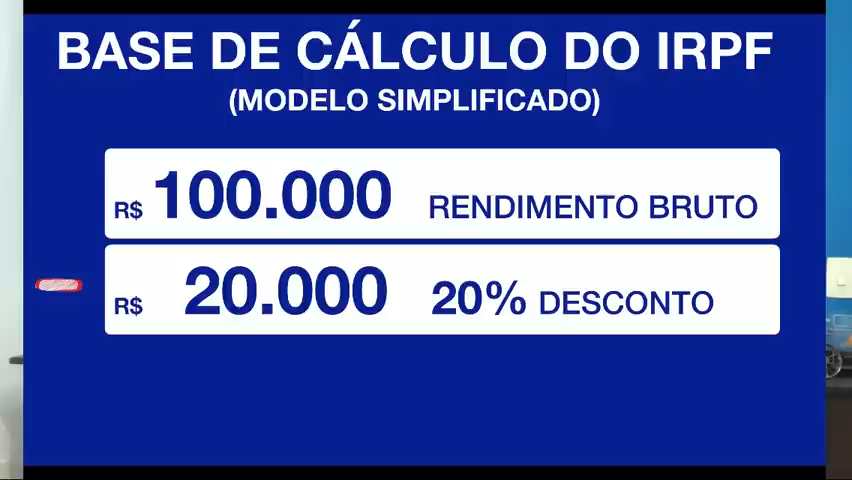 BASE DE CÁLCULO DO IRPF
(MODELO SIMPLIFICADO)
R$ 100.000 RENDIMENTO BRUTO
R$ 20.000 20% DESCONTO